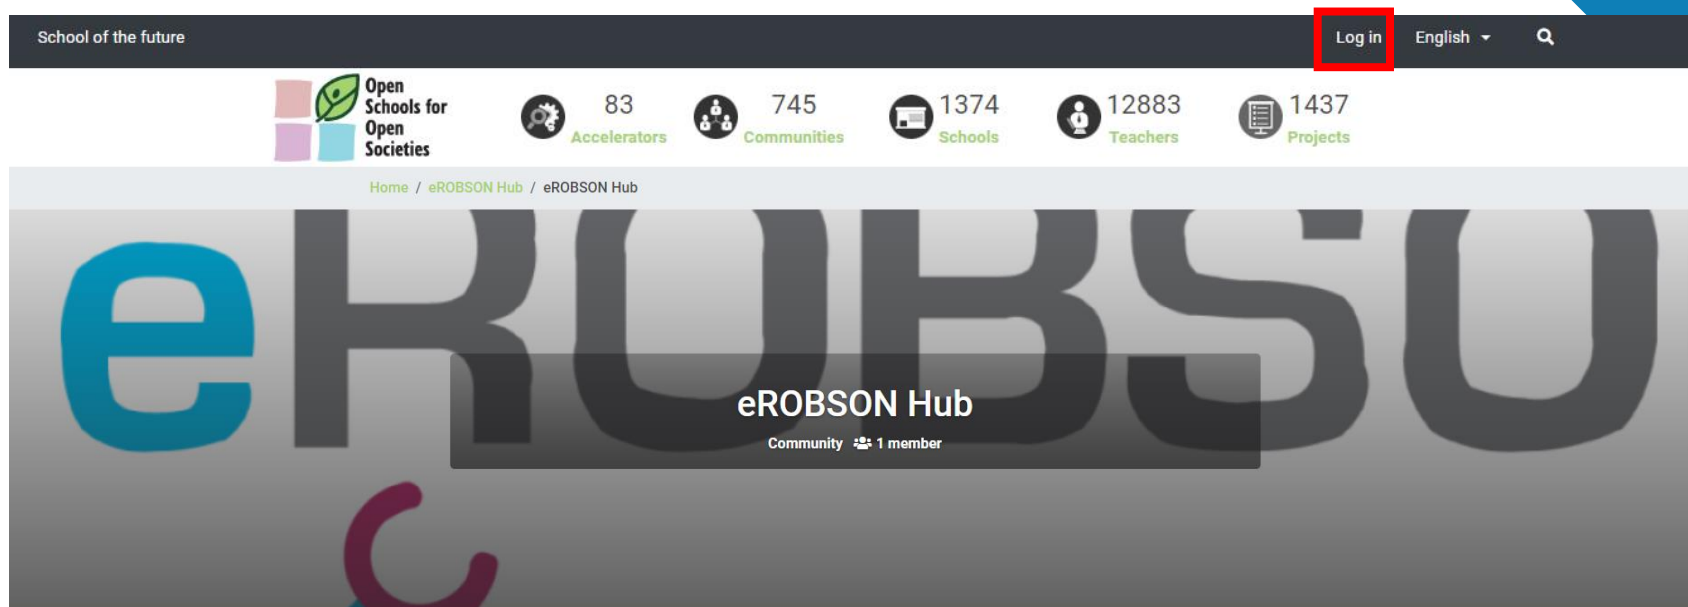 School of the future
Log in
English
Open
Schools for
Open
Societies
83
Accelerators
745
Communities
1374
Schools
12883
Teachers
1437
Projects
Home / eROBSON Hub / eROBSON Hub
eROBSO
eROBSON Hub
Community 1 member